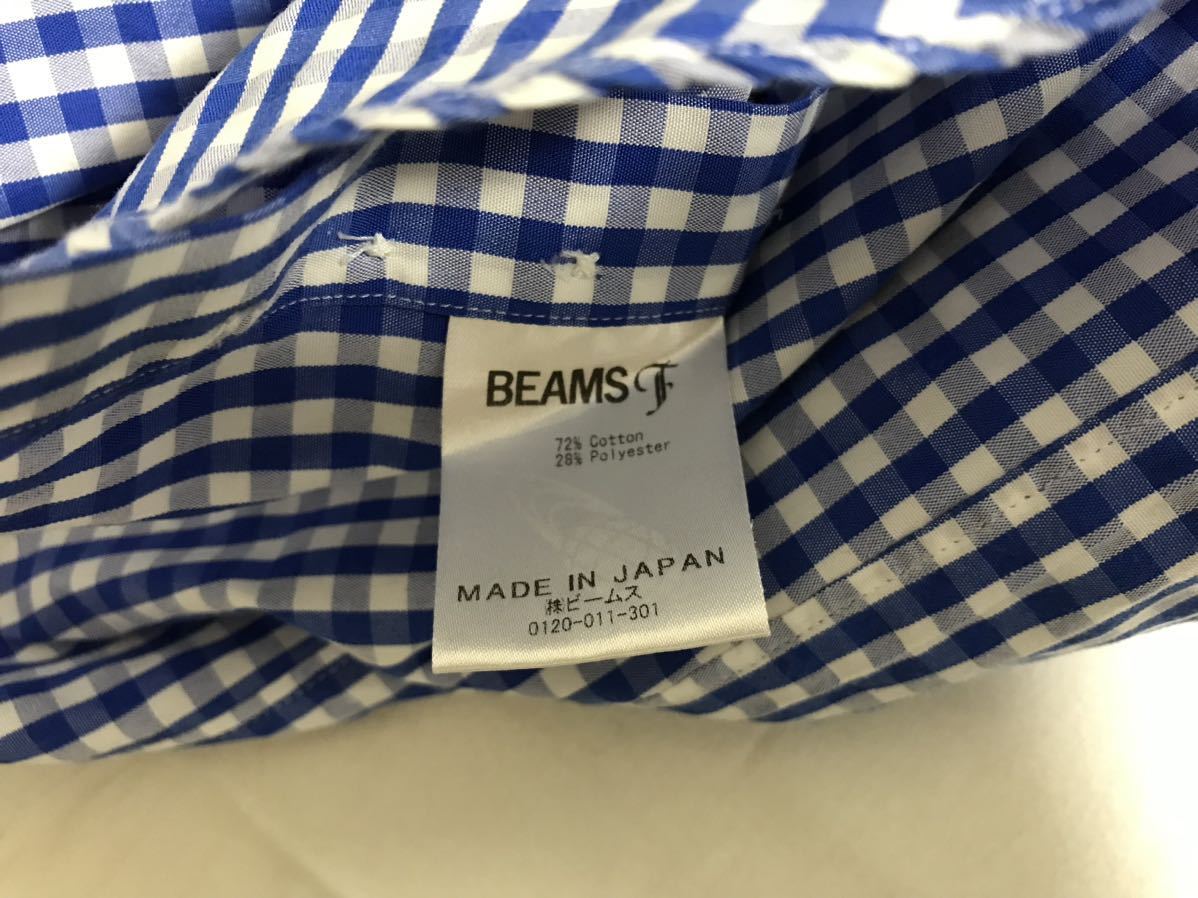 BEAMS F
72% Cotton
28% Polyester
MADE IN JAPAN
㈱ビームス
0120-011-301